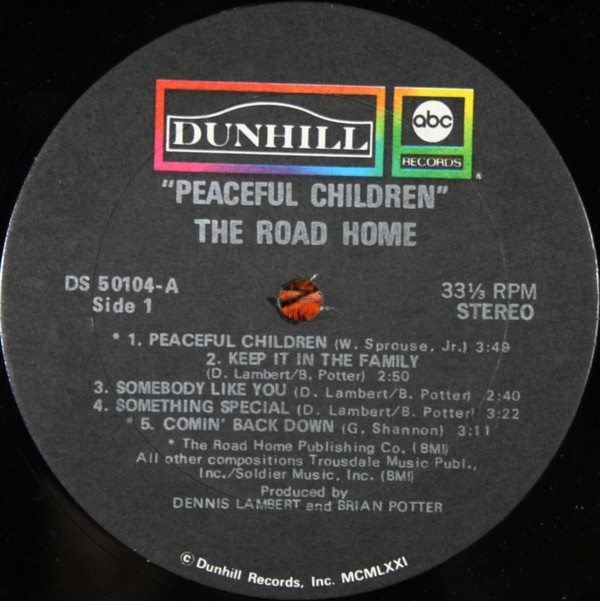 DUNHILL
abc
RECORDS
®
"PEACEFUL CHILDREN"
THE ROAD HOME
DS 50104-A
Side 1
33⅓ RPM
STEREO
* 1. PEACEFUL CHILDREN (W. Sprouse, Jr.) 3:49
2. KEEP IT IN THE FAMILY
(D. Lambert/B. Potter) 2:50
3. SOMEBODY LIKE YOU (D. Lambert/B. Potter) 2:40
4. SOMETHING SPECIAL (D. Lambert/B. Potter) 3:22
* 5. COMIN' BACK DOWN (G. Shannon) 3:11
* The Road Home Publishing Co. (BMI)
All other compositions Trousdale Music Publ.,
Inc./Soldier Music, Inc. (BMI)
Produced by
DENNIS LAMBERT and BRIAN POTTER
© Dunhill Records, Inc. MCMLXXI